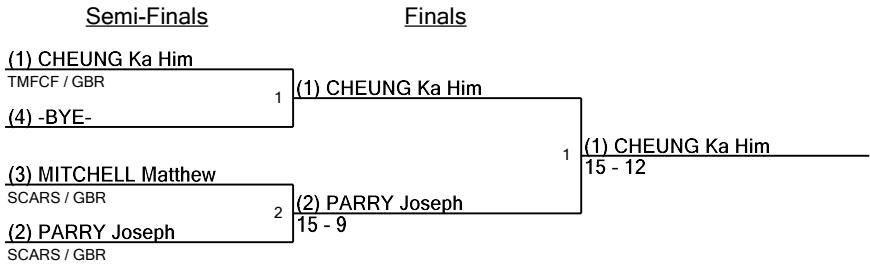 Semi-Finals
Finals
(1) CHEUNG Ka Him
TMFCF / GBR
1
(1) CHEUNG Ka Him
(4) -BYE-
1
(1) CHEUNG Ka Him
15 - 12
(3) MITCHELL Matthew
SCARS / GBR
2
(2) PARRY Joseph
15 - 9
(2) PARRY Joseph
SCARS / GBR